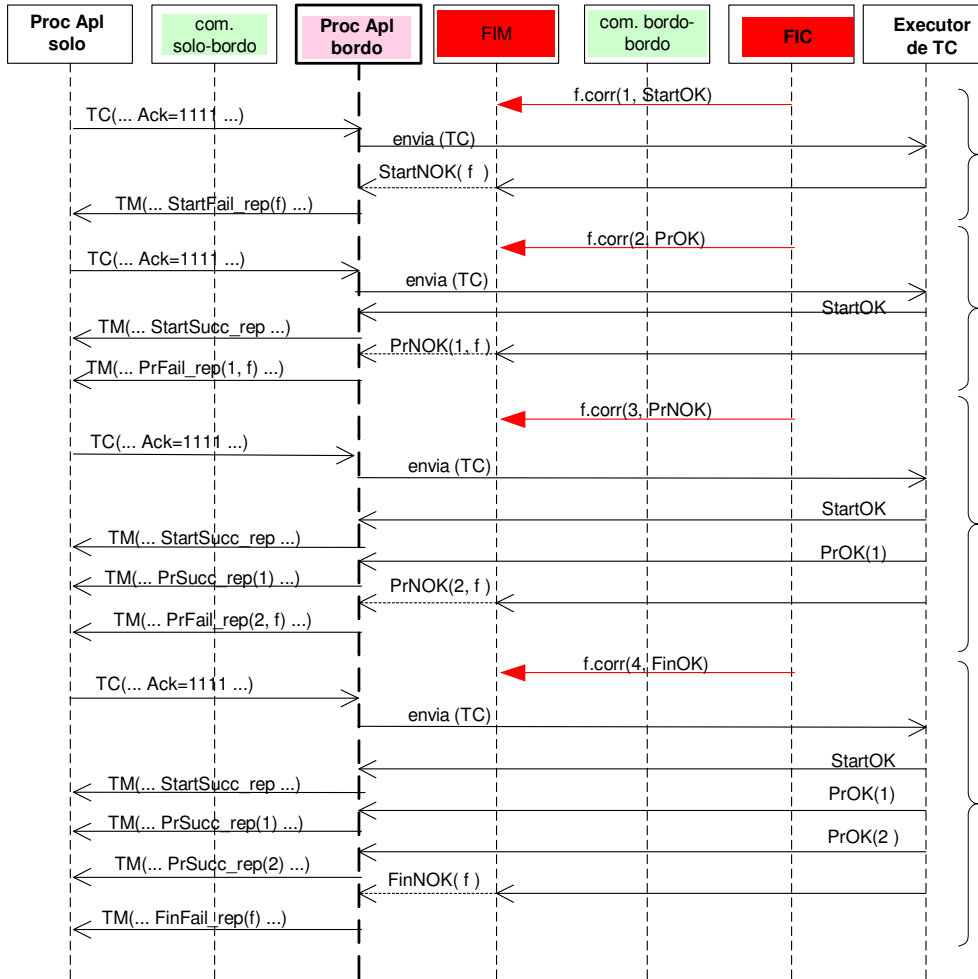 Proc Apl
solo
com.
solo-bordo
Proc Apl
bordo
FIM
com. bordo-
bordo
FIC
Executor
de TC
f.corr(1, StartOK)
TC(... Ack=1111 ...)
envia (TC)
StartNOK( f )
TM(... StartFail_rep(f) ...)
f.corr(2, PrOK)
TC(... Ack=1111 ...)
envia (TC)
StartOK
TM(... StartSucc_rep ...)
PrNOK(1, f )
TM(... PrFail_rep(1, f) ...)
f.corr(3, PrNOK)
TC(... Ack=1111 ...)
envia (TC)
StartOK
TM(... StartSucc_rep ...)
PrOK(1)
TM(... PrSucc_rep(1) ...)
PrNOK(2, f )
TM(... PrFail_rep(2, f) ...)
f.corr(4, FinOK)
TC(... Ack=1111 ...)
envia (TC)
StartOK
TM(... StartSucc_rep ...)
PrOK(1)
TM(... PrSucc_rep(1) ...)
PrOK(2 )
TM(... PrSucc_rep(2) ...)
FinNOK( f )
TM(... FinFail_rep(f) ...)